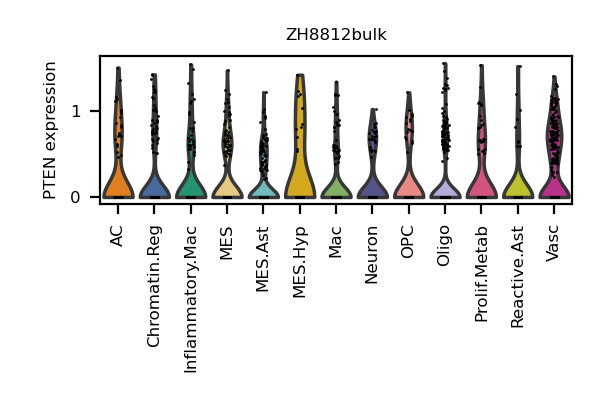 ZH8812bulk
PTEN expression
1
0
AC
Chromatin.Reg
Inflammatory.Mac
MES
MES.Ast
MES.Hyp
Mac
Neuron
OPC
Oligo
Prolif.Metab
Reactive.Ast
Vasc